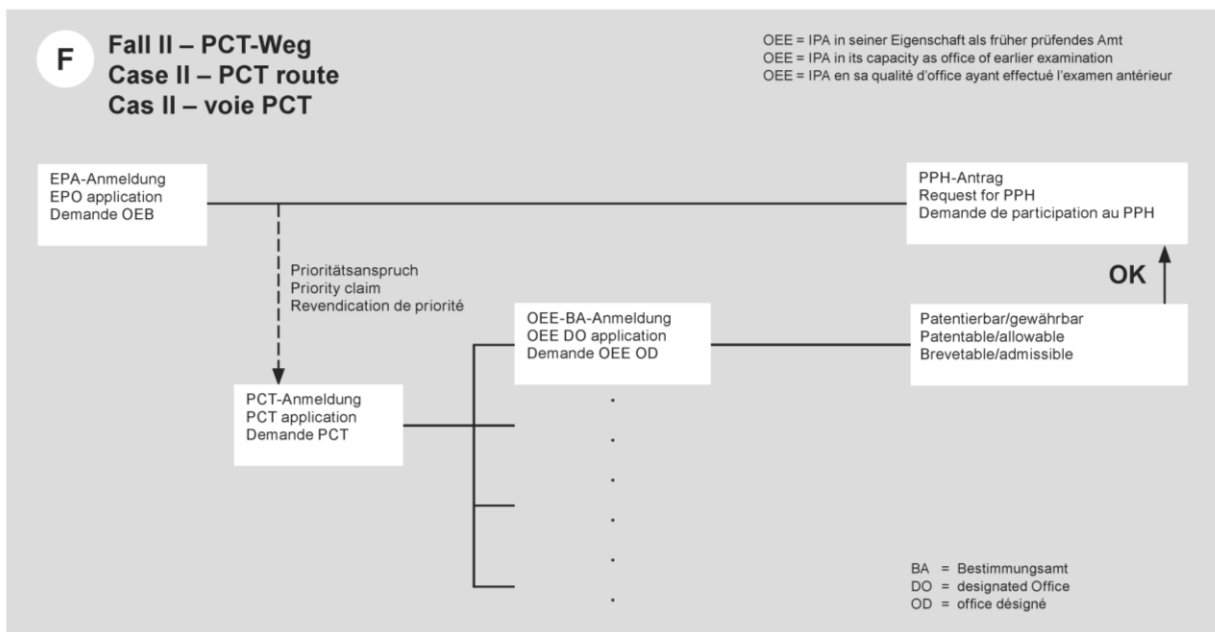 F
Fall II – PCT-Weg
Case II – PCT route
Cas II – voie PCT
OEE = IPA in seiner Eigenschaft als früher prüfendes Amt
OEE = IPA in its capacity as office of earlier examination
OEE = IPA en sa qualité d'office ayant effectué l'examen antérieur
EPA-Anmeldung
EPO application
Demande OEB
PPH-Antrag
Request for PPH
Demande de participation au PPH
Prioritätsanspruch
Priority claim
Revendication de priorité
OK
OEE-BA-Anmeldung
OEE DO application
Demande OEE OD
Patentierbar/gewährbar
Patentable/allowable
Brevetable/admissible
PCT-Anmeldung
PCT application
Demande PCT
BA = Bestimmungsamt
DO = designated Office
OD = office désigné